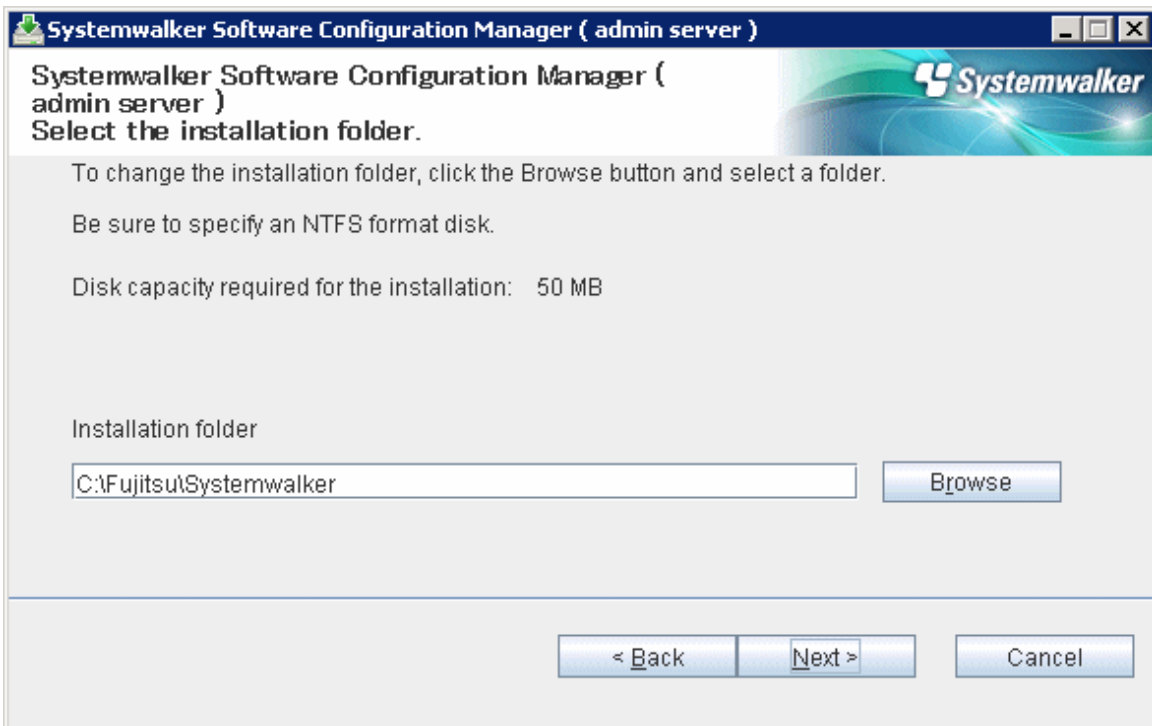 Systemwalker Software Configuration Manager ( admin server )
Systemwalker Software Configuration Manager (
admin server )
Select the installation folder.
Systemwalker
To change the installation folder, click the Browse button and select a folder.
Be sure to specify an NTFS format disk.
Disk capacity required for the installation: 50 MB
Installation folder
C:\Fujitsu\Systemwalker
Browse
< Back
Next >
Cancel